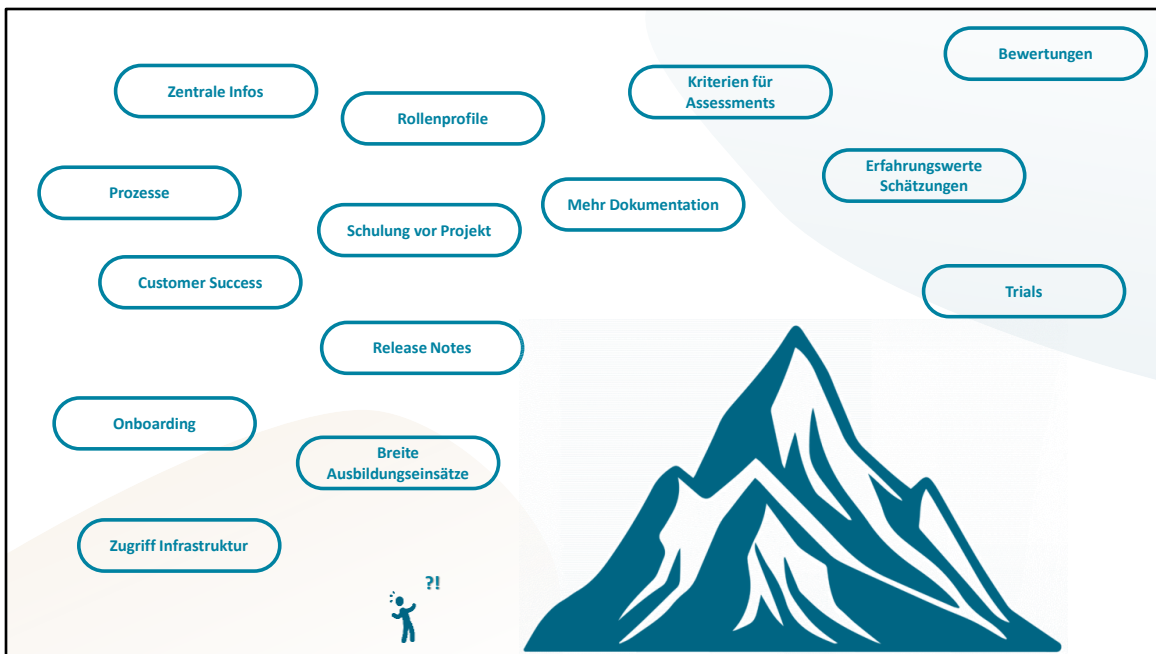 Bewertungen
Zentrale Infos
Kriterien für
Assessments
Rollenprofile
Erfahrungswerte
Schätzungen
Prozesse
Mehr Dokumentation
Schulung vor Projekt
Customer Success
Trials
Release Notes
Onboarding
Breite
Ausbildungseinsätze
Zugriff Infrastruktur
?!